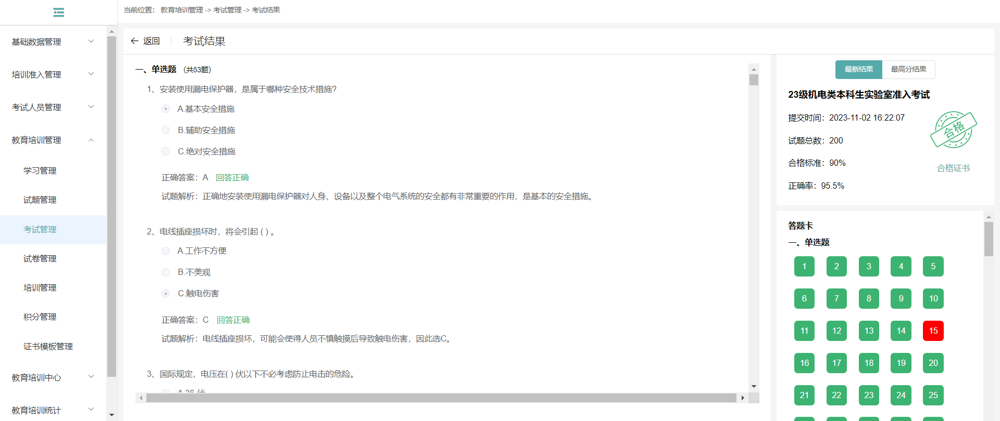 当前位置： 教育培训管理 -> 考试管理 -> 考试结果
基础数据管理
培训准入管理
考试人员管理
教育培训管理
学习管理
试题管理
考试管理
试卷管理
培训管理
积分管理
证书模板管理
教育培训中心
教育培训统计
返回
考试结果
一、单选题 （共53题）
1、安装使用漏电保护器，是属于哪种安全技术措施?
A.基本安全措施
B.辅助安全措施
C.绝对安全措施
正确答案：A 回答正确
试题解析：正确地安装使用漏电保护器对人身、设备以及整个电气系统的安全都有非常重要的作用，是基本的安全措施。
2、电线插座损坏时，将会引起 ( ) 。
A.工作不方便
B.不美观
C.触电伤害
正确答案：C 回答正确
试题解析：电线插座损坏，可能会使得人员不慎触摸后导致触电伤害，因此选C。
3、国际规定，电压在( ) 伏以下不必考虑防止电击的危险。
A.36 伏
最新结果 最高分结果
23级机电类本科生实验室准入考试
提交时间：2023-11-02 16:22:07
试题总数：200
合格标准：90%
正确率：95.5%
合格
合格证书
答题卡
一、单选题
1 2 3 4 5
6 7 8 9 10
11 12 13 14 15
16 17 18 19 20
21 22 23 24 25